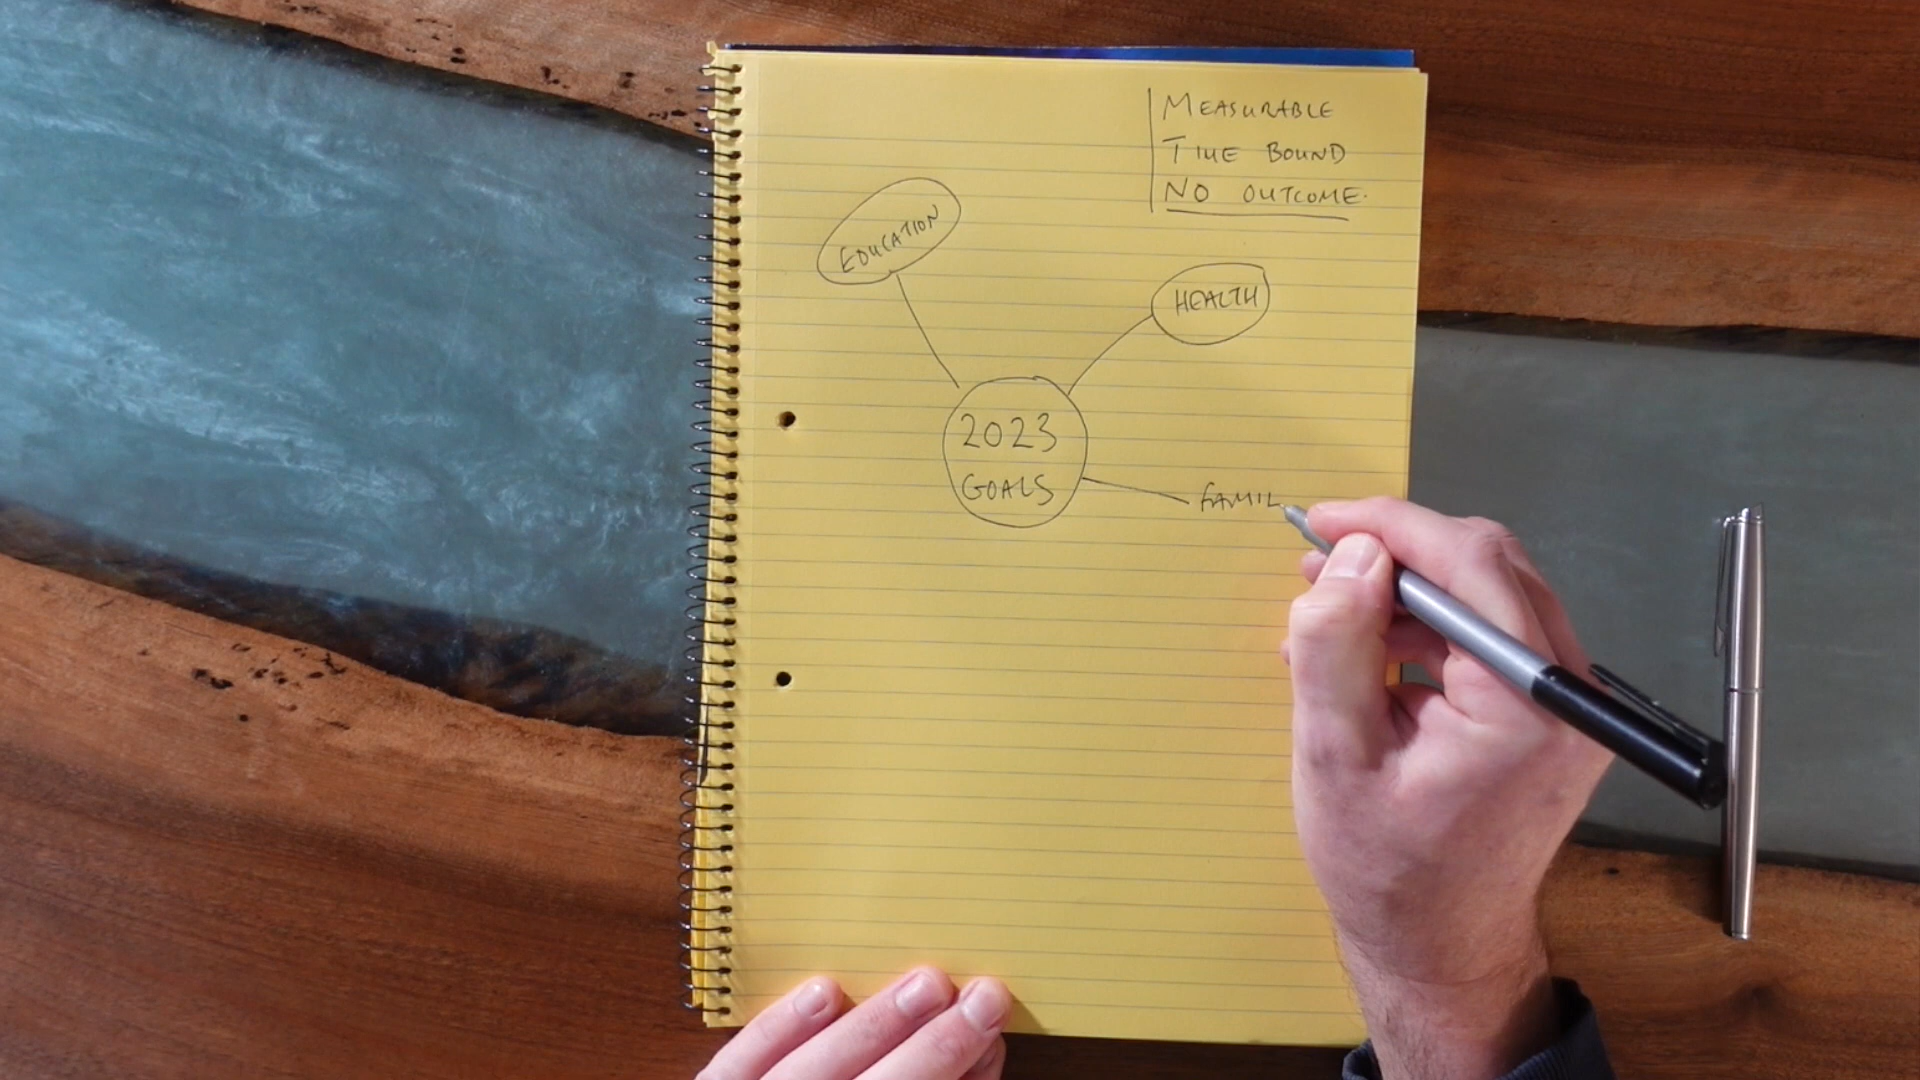 MEASURABLE
TIME BOUND
NO OUTCOME.
EDUCATION
HEALTH
2023
GOALS
FAMIL